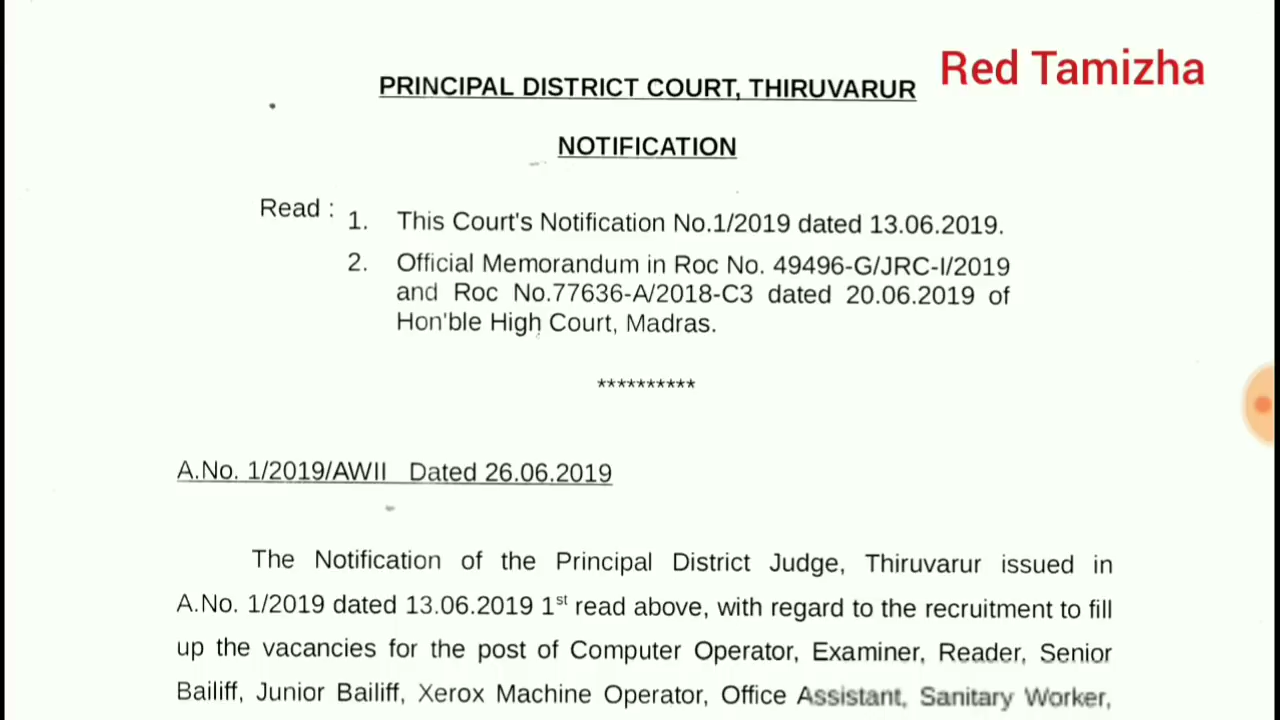 Red Tamizha
PRINCIPAL DISTRICT COURT, THIRUVARUR
NOTIFICATION
Read : 1. This Court's Notification No.1/2019 dated 13.06.2019.
2. Official Memorandum in Roc No. 49496-G/JRC-I/2019
and Roc No.77636-A/2018-C3 dated 20.06.2019 of
Hon'ble High Court, Madras.
**********
A.No. 1/2019/AWII Dated 26.06.2019
The Notification of the Principal District Judge, Thiruvarur issued in
A.No. 1/2019 dated 13.06.2019 1st read above, with regard to the recruitment to fill
up the vacancies for the post of Computer Operator, Examiner, Reader, Senior
Bailiff, Junior Bailiff, Xerox Machine Operator, Office Assistant, Sanitary Worker,